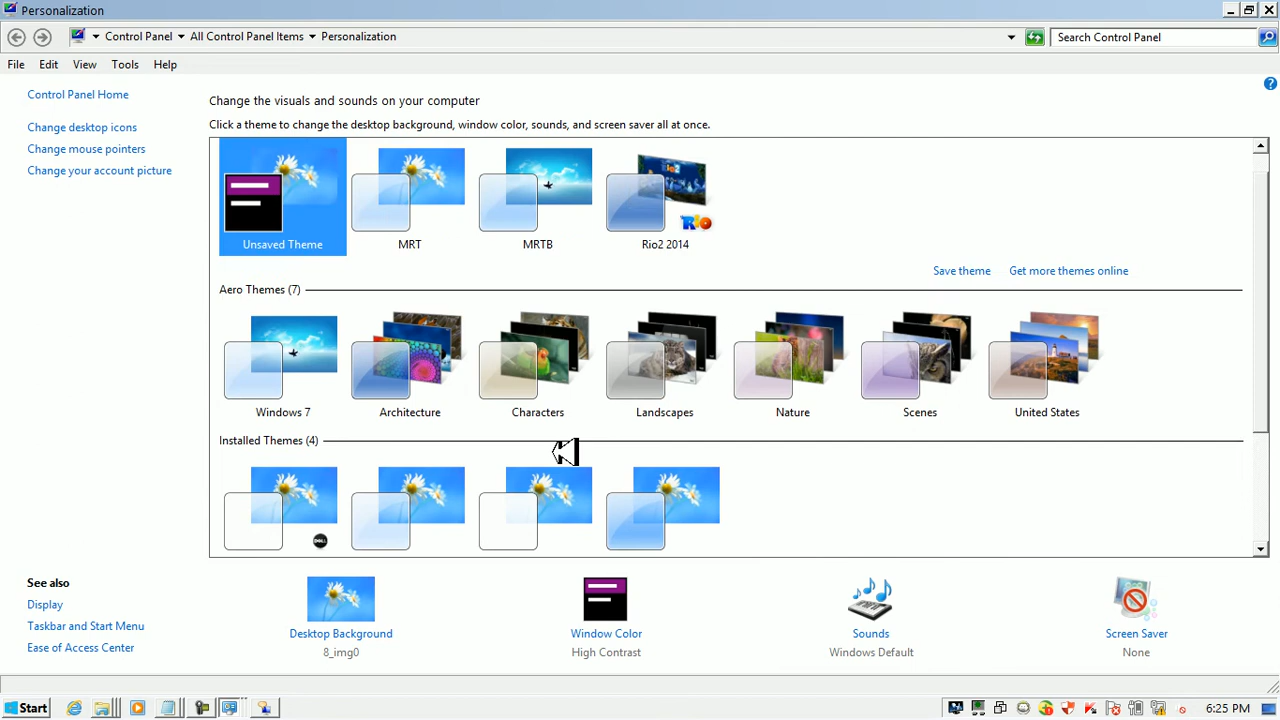 Personalization
Control Panel All Control Panel Items Personalization
Search Control Panel
File Edit View Tools Help
Control Panel Home
Change desktop icons
Change mouse pointers
Change your account picture
Change the visuals and sounds on your computer
Click a theme to change the desktop background, window color, sounds, and screen saver all at once.
Unsaved Theme MRT MRTB Rio2 2014
RIO
Save theme Get more themes online
Aero Themes (7)
Windows 7 Architecture Characters Landscapes Nature Scenes United States
Installed Themes (4)
DELL
See also
Display
Taskbar and Start Menu
Ease of Access Center
Desktop Background
8_img0
Window Color
High Contrast
Sounds
Windows Default
Screen Saver
None
Start
6:25 PM